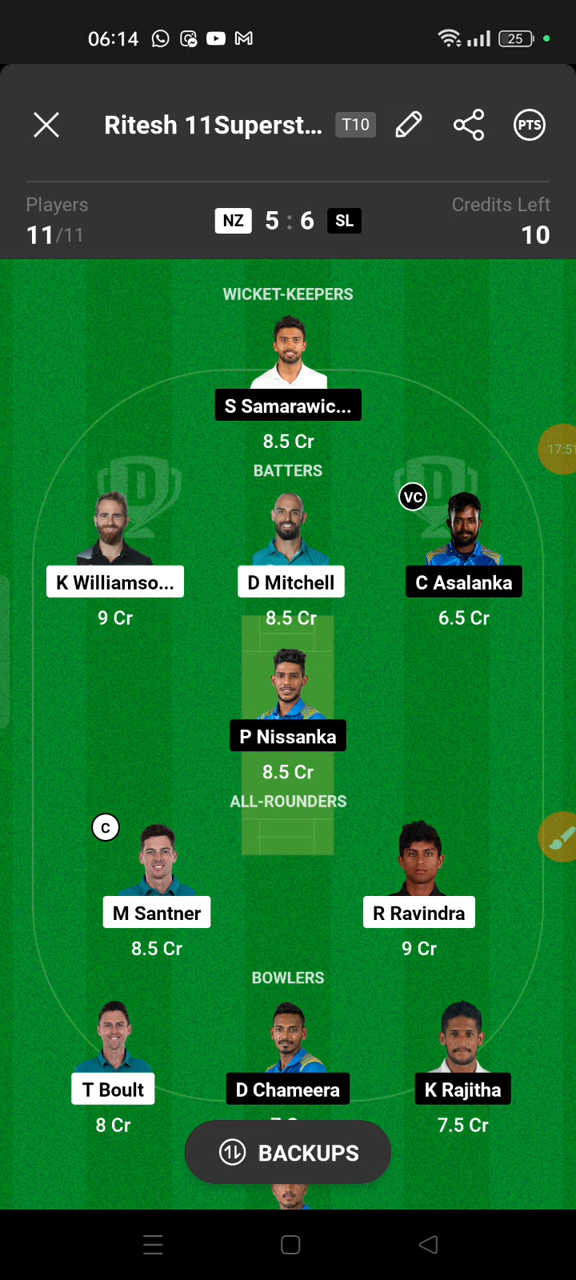 06:14 25
Ritesh 11Superst... T10 PTS
Players Credits Left
11/11 NZ 5 : 6 SL 10
WICKET-KEEPERS
S Samarawic...
8.5 Cr
17:51
BATTERS
VC
K Williamso... D Mitchell C Asalanka
9 Cr 8.5 Cr 6.5 Cr
P Nissanka
8.5 Cr
ALL-ROUNDERS
C
M Santner R Ravindra
8.5 Cr 9 Cr
BOWLERS
T Boult D Chameera K Rajitha
8 Cr 7.5 Cr
BACKUPS